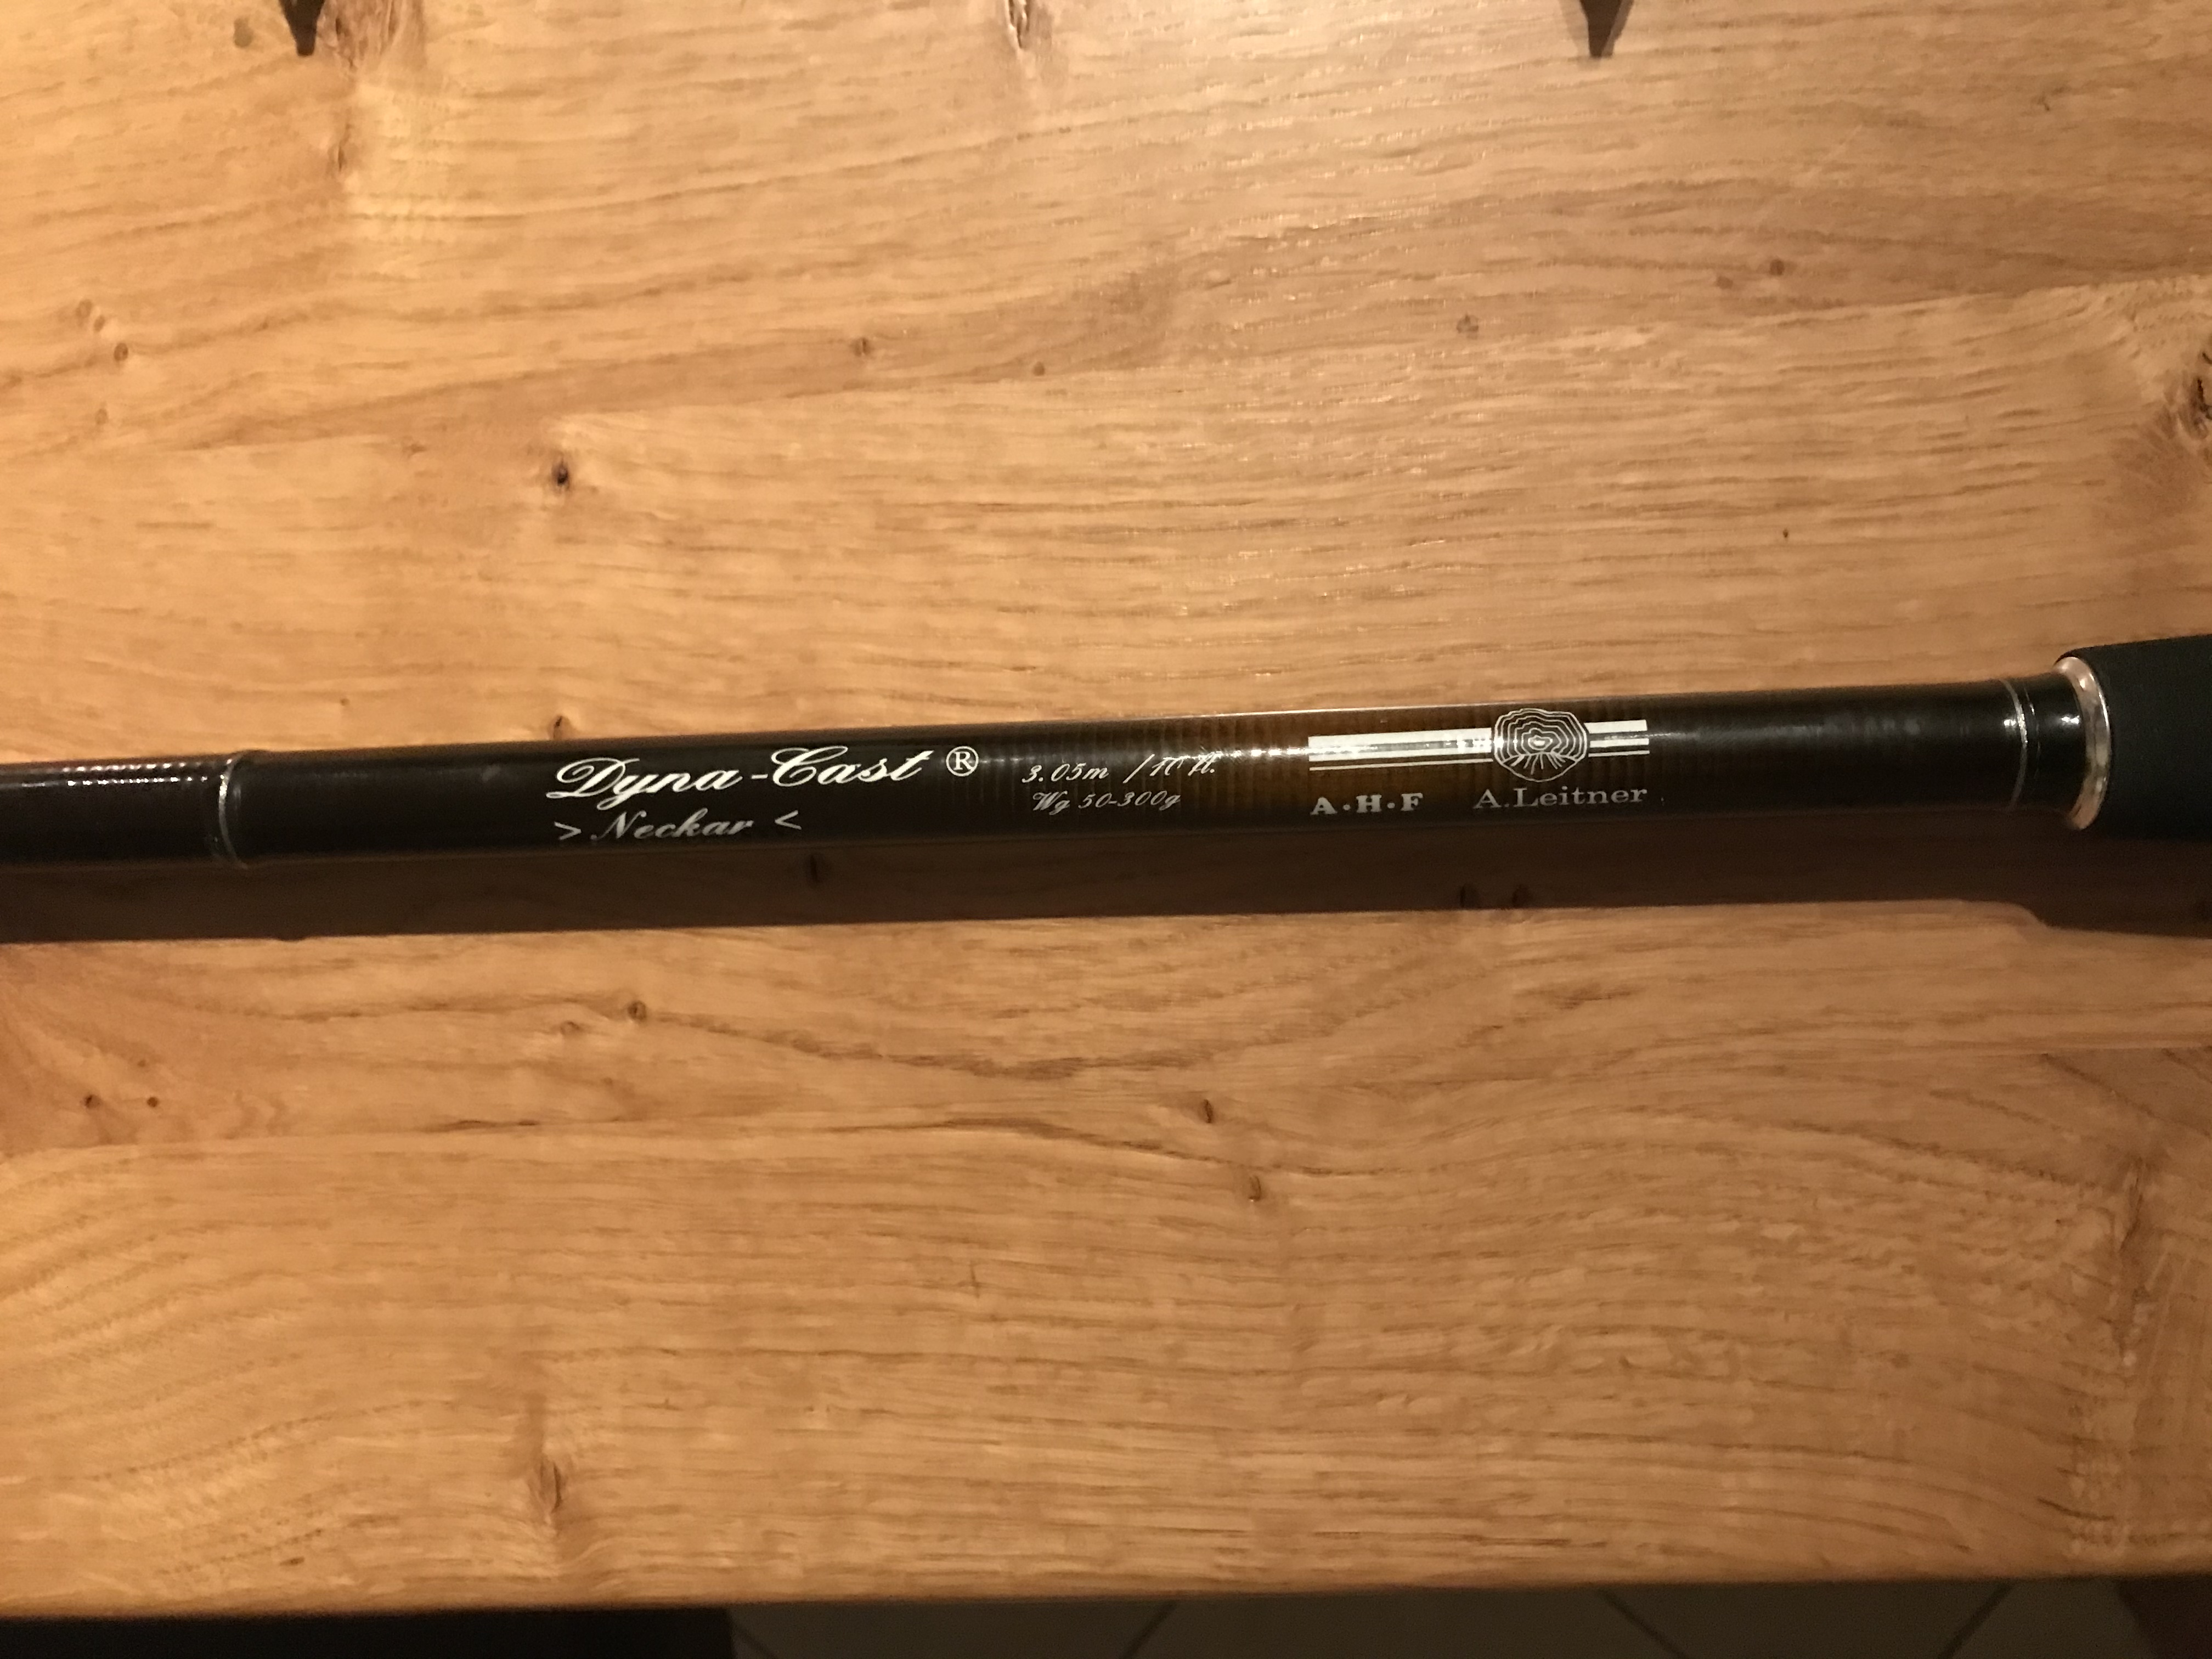 Dyna-Cast ®
> Neckar <
3.05m / 10 ft.
Wg 50-300g
A·H·F A.Leitner